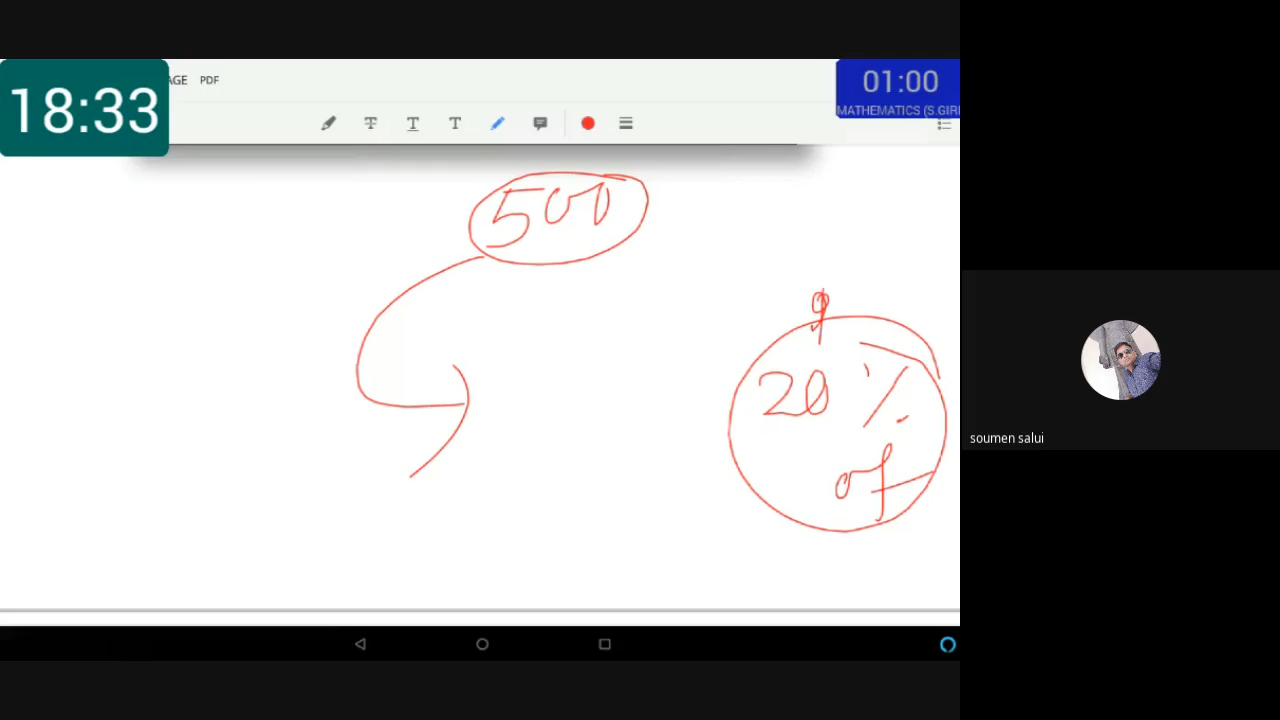 18:33
AGE PDF
01:00
MATHEMATICS (S.GIRI
T T T
500
20 %
of
soumen salui